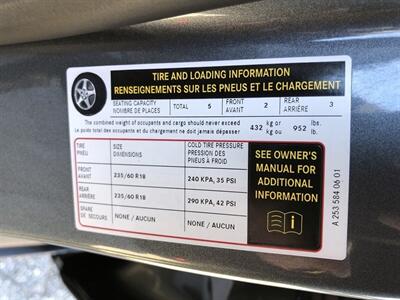 TIRE AND LOADING INFORMATION
RENSEIGNEMENTS SUR LES PNEUS ET LE CHARGEMENT
SEATING CAPACITY TOTAL 5 FRONT 2 REAR 3
NOMBRE DE PLACES AVANT ARRIÈRE
The combined weight of occupants and cargo should never exceed 432 kg or 952 lbs.
Le poids total des occupants et du chargement ne doit jamais dépasser kg ou lb.
TIRE SIZE COLD TIRE PRESSURE
PNEU DIMENSIONS PRESSION DES
PNEUS À FROID
FRONT 235/60 R18 240 KPA, 35 PSI
AVANT
REAR 235/60 R18 290 KPA, 42 PSI
ARRIÈRE
SPARE NONE / AUCUN NONE / AUCUN
DE SECOURS
SEE OWNER'S
MANUAL FOR
ADDITIONAL
INFORMATION
A 253 584 06 01